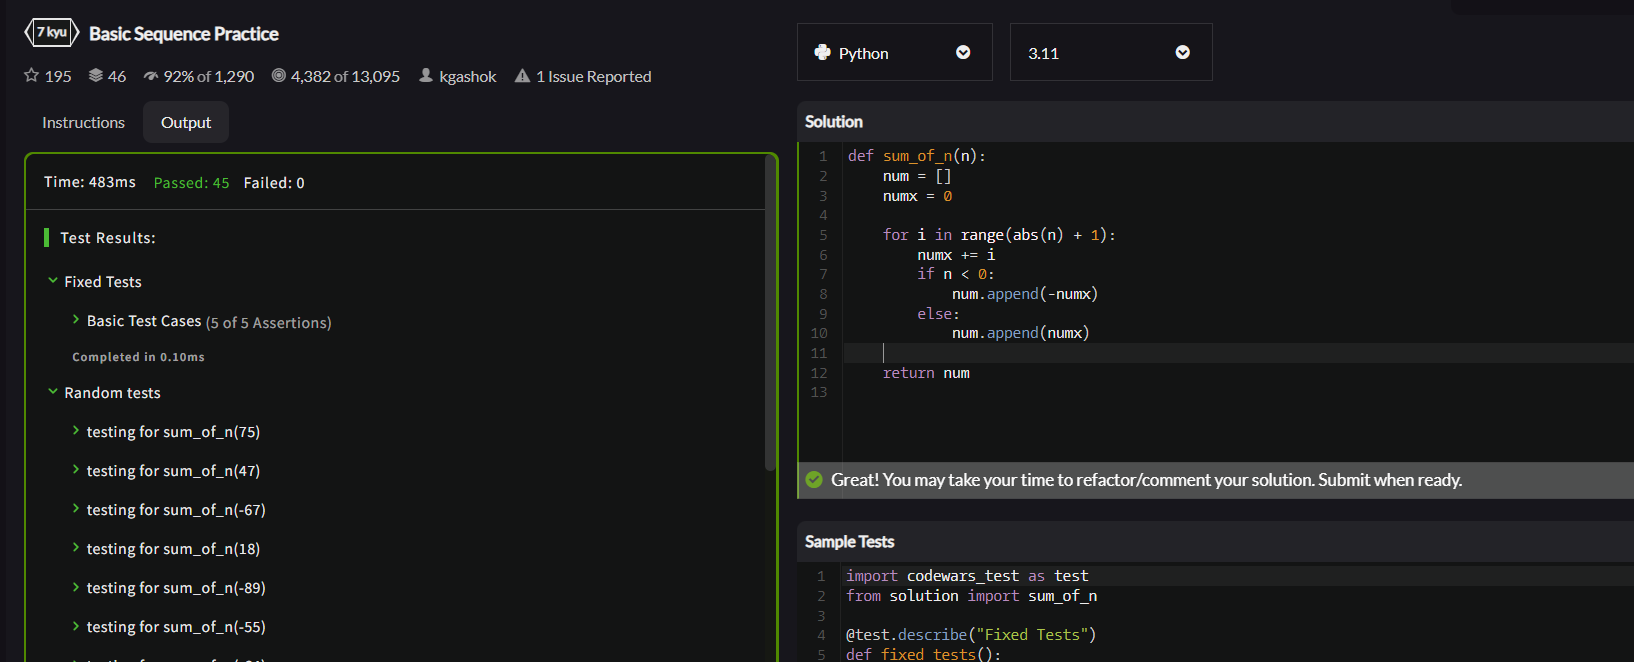 7 kyu Basic Sequence Practice
195 46 92% of 1,290 4,382 of 13,095 kgashok 1 Issue Reported
Instructions Output
Time: 483ms Passed: 45 Failed: 0
Test Results:
Fixed Tests
Basic Test Cases (5 of 5 Assertions)
Completed in 0.10ms
Random tests
testing for sum_of_n(75)
testing for sum_of_n(47)
testing for sum_of_n(-67)
testing for sum_of_n(18)
testing for sum_of_n(-89)
testing for sum_of_n(-55)
Python 3.11
Solution
1 def sum_of_n(n):
2 num = []
3 numx = 0
4
5 for i in range(abs(n) + 1):
6 numx += i
7 if n < 0:
8 num.append(-numx)
9 else:
10 num.append(numx)
11
12 return num
13
Great! You may take your time to refactor/comment your solution. Submit when ready.
Sample Tests
1 import codewars_test as test
2 from solution import sum_of_n
3
4 @test.describe("Fixed Tests")
5 def fixed_tests():